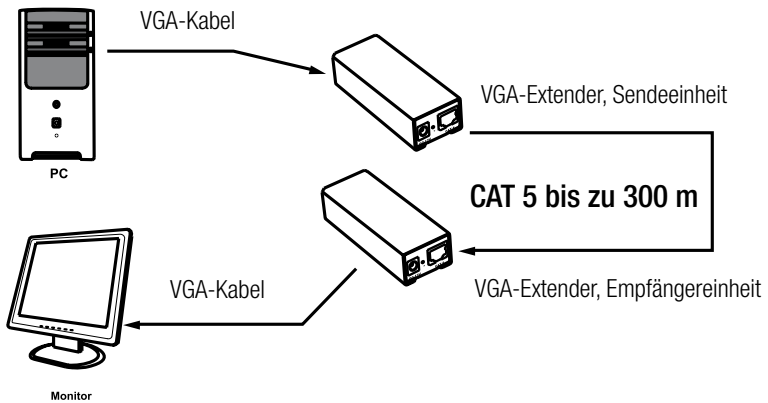 VGA-Kabel
VGA-Extender, Sendeeinheit
PC
CAT 5 bis zu 300 m
VGA-Kabel
VGA-Extender, Empfängereinheit
Monitor